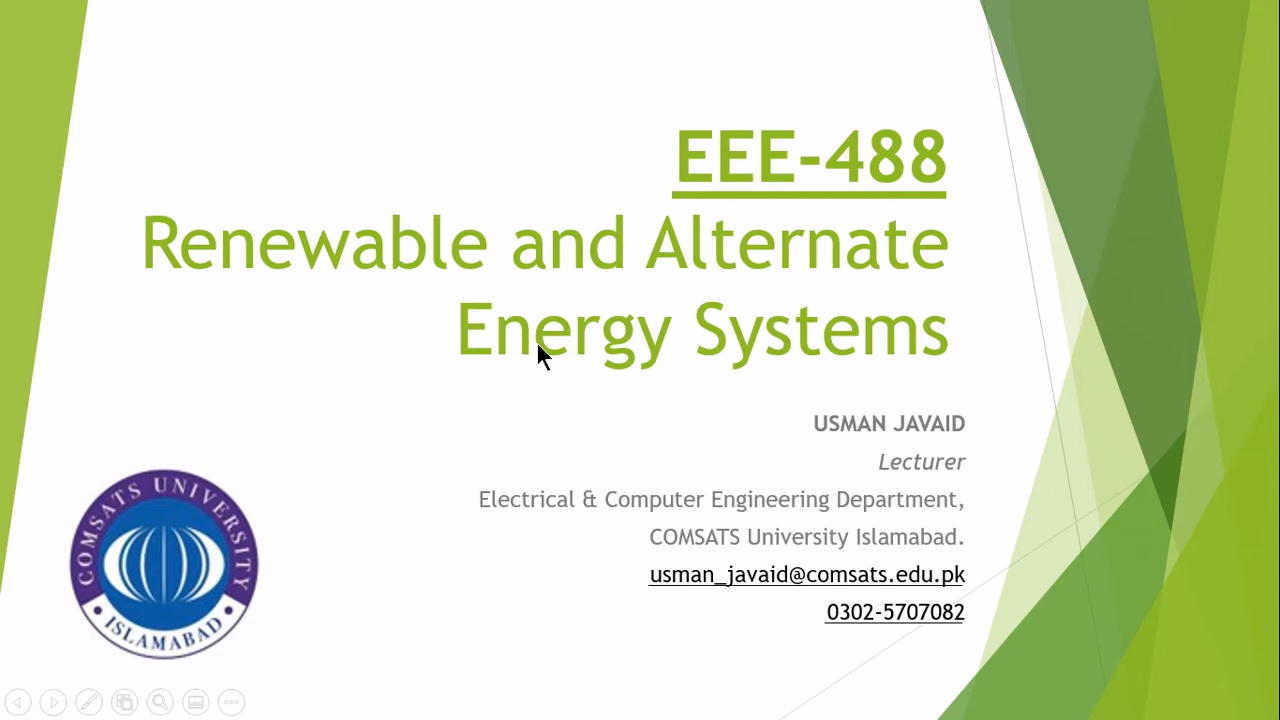 EEE-488
Renewable and Alternate
Energy Systems
USMAN JAVAID
Lecturer
Electrical & Computer Engineering Department,
COMSATS University Islamabad.
usman_javaid@comsats.edu.pk
0302-5707082
COMSATS UNIVERSITY
ISLAMABAD